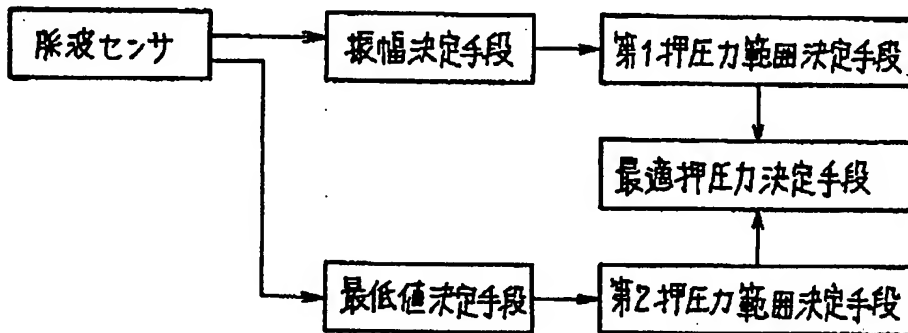 脈波センサ
振幅決定手段
第1押圧力範囲決定手段
最適押圧力決定手段
最低値決定手段
第2押圧力範囲決定手段